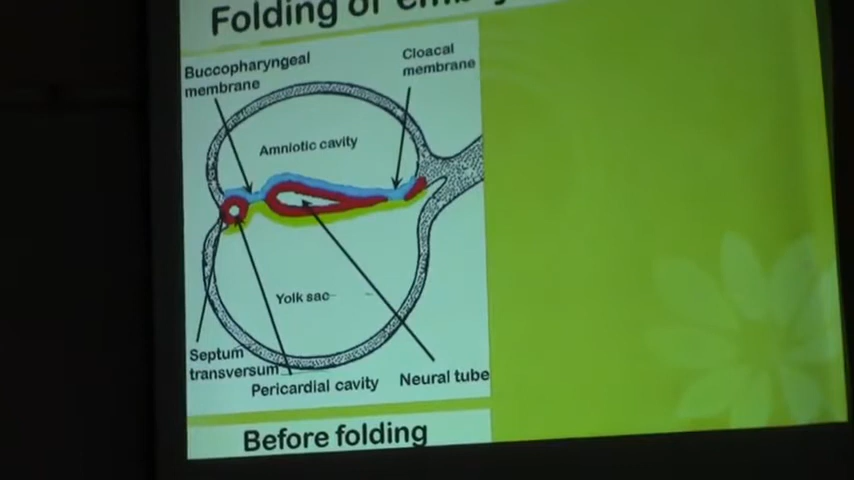 Folding of
Buccopharyngeal
membrane
Cloacal
membrane
Amniotic cavity
Yolk sac
Septum
transversum
Pericardial cavity
Neural tube
Before folding